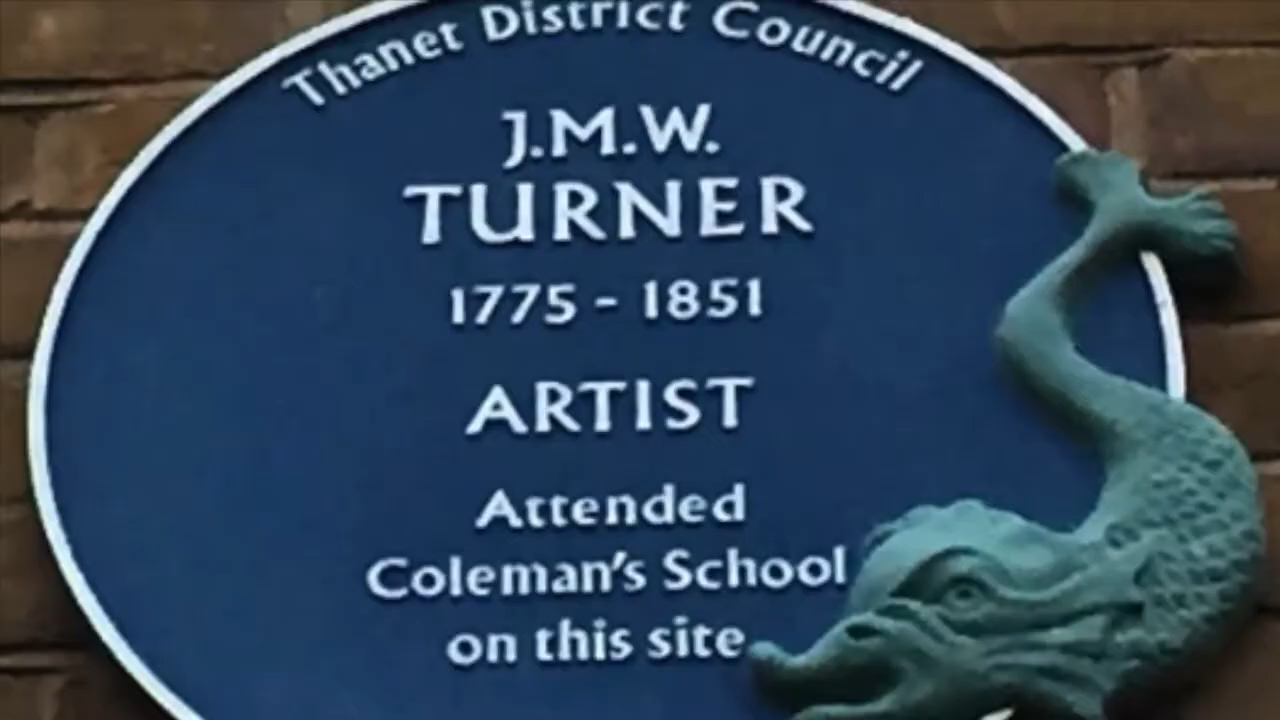 Thanet District Council
J.M.W.
TURNER
1775 - 1851
ARTIST
Attended
Coleman's School
on this site